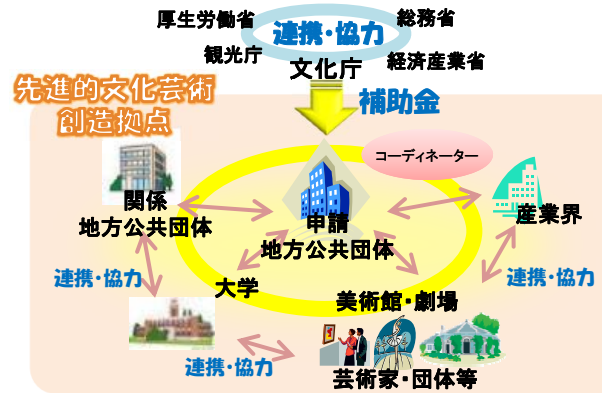 厚生労働省
総務省
連携・協力
観光庁
文化庁
経済産業省
先進的文化芸術
創造拠点
補助金
コーディネーター
関係
地方公共団体
申請
地方公共団体
産業界
連携・協力
大学
連携・協力
美術館・劇場
連携・協力
芸術家・団体等